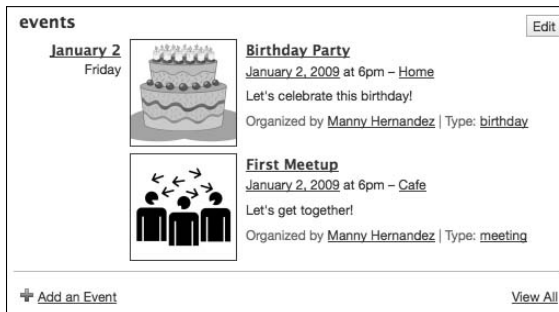 events
Edit
January 2
Friday
Birthday Party
January 2, 2009 at 6pm – Home
Let's celebrate this birthday!
Organized by Manny Hernandez | Type: birthday
First Meetup
January 2, 2009 at 6pm – Cafe
Let's get together!
Organized by Manny Hernandez | Type: meeting
Add an Event
View All